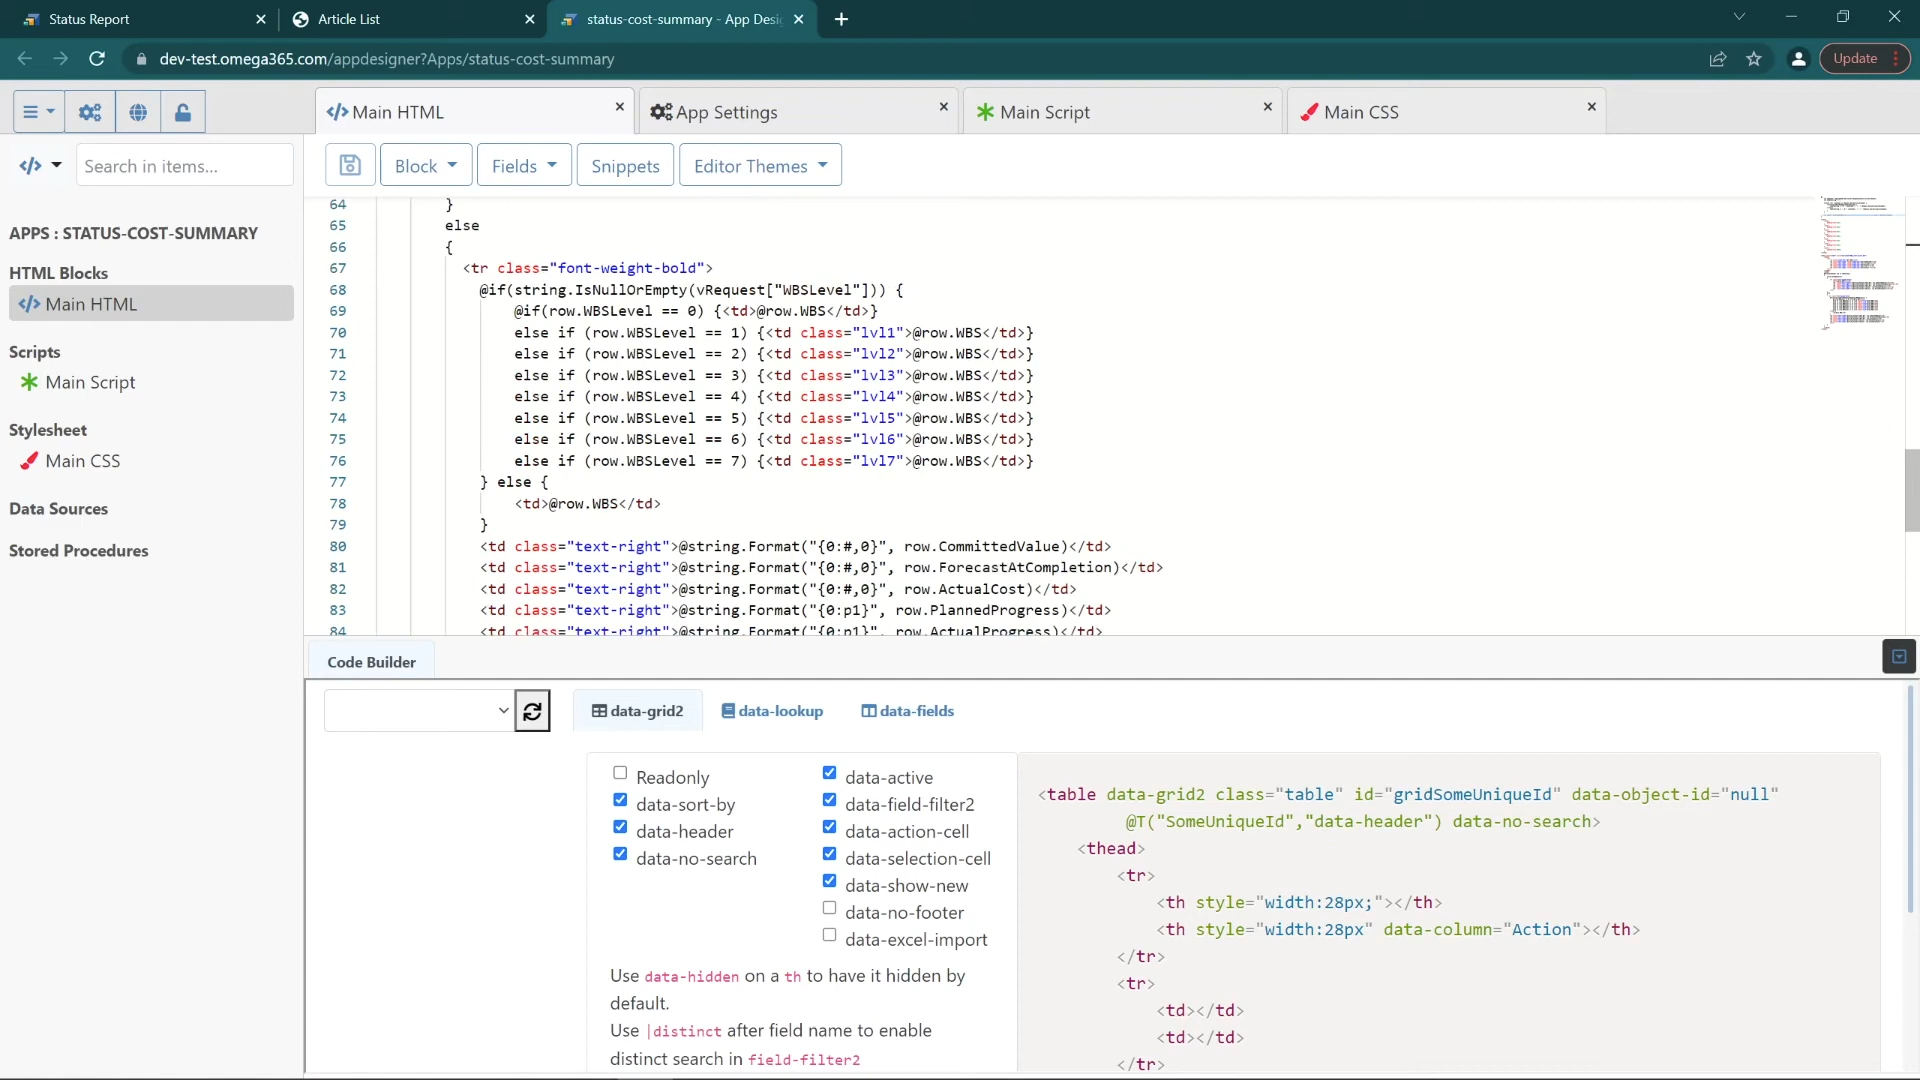 Status Report
Article List
status-cost-summary - App Desi
Update
dev-test.omega365.com/appdesigner?Apps/status-cost-summary
Main HTML
App Settings
Main Script
Main CSS
Search in items...
Block
Fields
Snippets
Editor Themes
APPS : STATUS-COST-SUMMARY
HTML Blocks
Main HTML
Scripts
Main Script
Stylesheet
Main CSS
Data Sources
Stored Procedures
64 }
65 else
66 {
67 <tr class="font-weight-bold">
68 @if(string.IsNullOrEmpty(vRequest["WBSLevel"])) {
69 @if(row.WBSLevel == 0) {<td>@row.WBS</td>}
70 else if (row.WBSLevel == 1) {<td class="lvl1">@row.WBS</td>}
71 else if (row.WBSLevel == 2) {<td class="lvl2">@row.WBS</td>}
72 else if (row.WBSLevel == 3) {<td class="lvl3">@row.WBS</td>}
73 else if (row.WBSLevel == 4) {<td class="lvl4">@row.WBS</td>}
74 else if (row.WBSLevel == 5) {<td class="lvl5">@row.WBS</td>}
75 else if (row.WBSLevel == 6) {<td class="lvl6">@row.WBS</td>}
76 else if (row.WBSLevel == 7) {<td class="lvl7">@row.WBS</td>}
77 } else {
78 <td>@row.WBS</td>
79 }
80 <td class="text-right">@string.Format("{0:#,0}", row.CommittedValue)</td>
81 <td class="text-right">@string.Format("{0:#,0}", row.ForecastAtCompletion)</td>
82 <td class="text-right">@string.Format("{0:#,0}", row.ActualCost)</td>
83 <td class="text-right">@string.Format("{0:p1}", row.PlannedProgress)</td>
84 <td class="text-right">@string.Format("{0:p1}", row.ActualProgress)</td>
Code Builder
data-grid2
data-lookup
data-fields
Readonly
data-sort-by
data-header
data-no-search
data-active
data-field-filter2
data-action-cell
data-selection-cell
data-show-new
data-no-footer
data-excel-import
Use data-hidden on a th to have it hidden by
default.
Use |distinct after field name to enable
distinct search in field-filter2
<table data-grid2 class="table" id="gridSomeUniqueId" data-object-id="null"
@T("SomeUniqueId","data-header") data-no-search>
<thead>
<tr>
<th style="width:28px;"></th>
<th style="width:28px" data-column="Action"></th>
</tr>
<tr>
<td></td>
<td></td>
</tr>